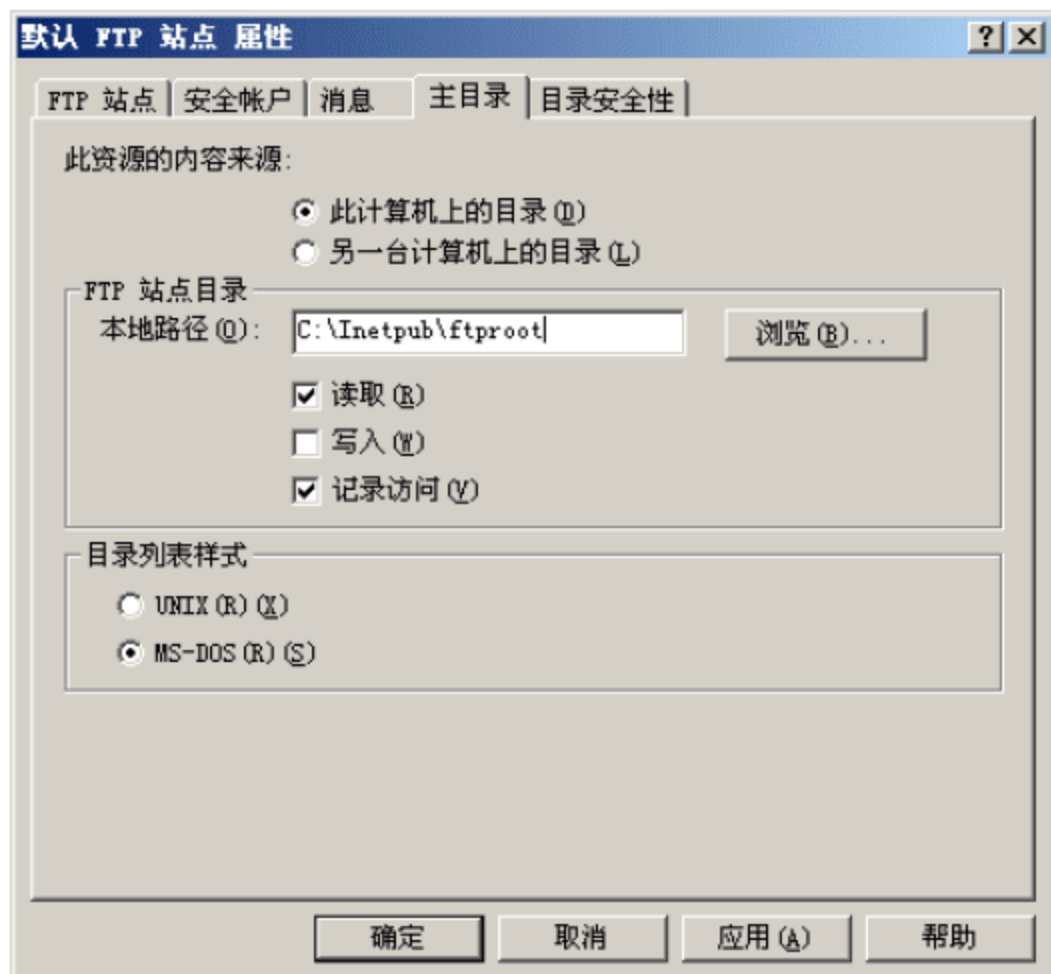 默认 FTP 站点 属性
FTP 站点 安全帐户 消息 主目录 目录安全性
此资源的内容来源:
此计算机上的目录(D)
另一台计算机上的目录(L)
FTP 站点目录
本地路径(O): C:\Inetpub\ftproot 浏览(B)...
读取(R)
写入(W)
记录访问(V)
目录列表样式
UNIX(R)(X)
MS-DOS(R)(S)
确定 取消 应用(A) 帮助